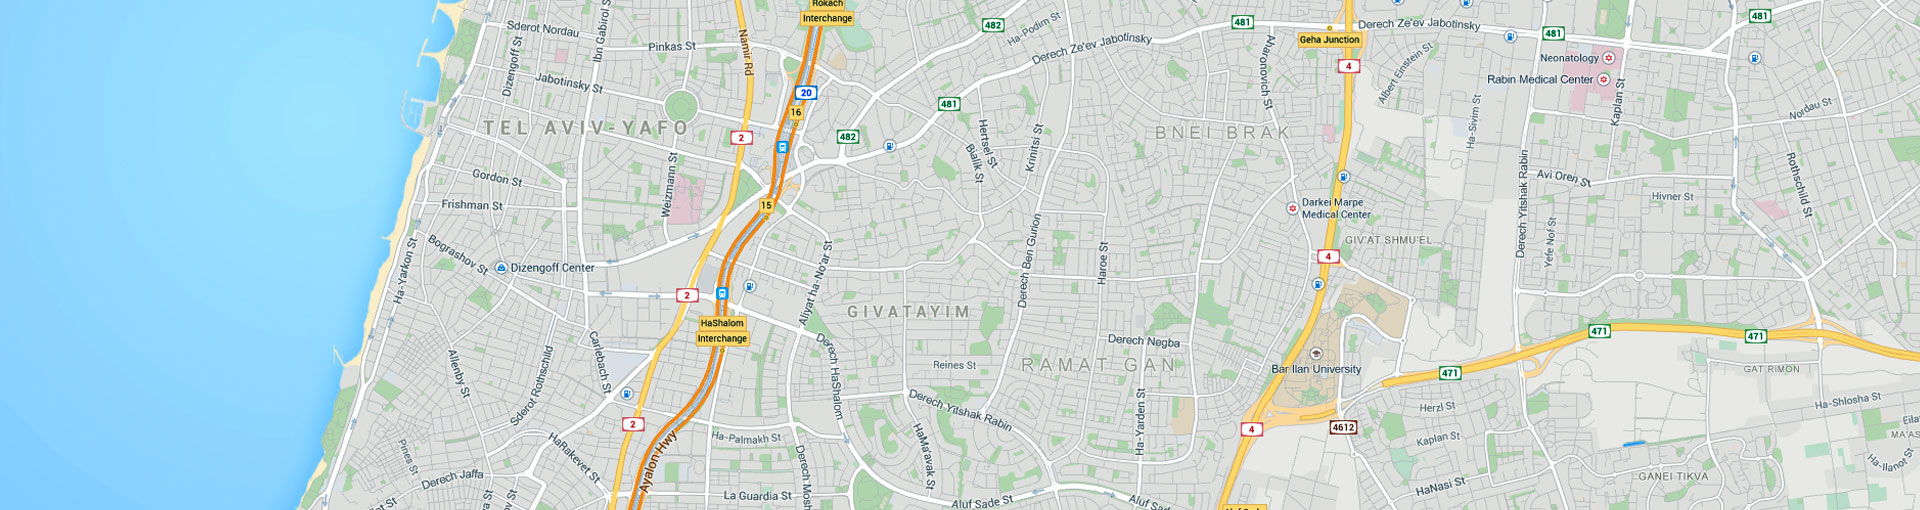 Rokach
Interchange
Sderot Nordau
Dizengoff St
Ibn Gabirol St
Pinkas St
Namir Rd
482
Ha-Podim St
Derech Ze'ev Jabotinsky
481
Geha Junction
Derech Ze'ev Jabotinsky
481
481
Neonatology
Rabin Medical Center
Kaplan St
Albert Einstein St
Aharonovich St
4
Jabotinsky St
20
16
481
482
2
TEL AVIV-YAFO
Hertsel St
Bialik St
Krinitsi St
BNEI BRAK
Ha-Sivim St
Nordau St
Rothschild St
Gordon St
Frishman St
Weizmann St
15
Avi Oren St
Hivner St
Derech Yitshak Rabin
Yefe Nof St
Darkei Marpe
Medical Center
GIV'AT SHMU'EL
4
Bograshov St
Dizengoff Center
Ha-Yarkon St
2
Aliyat ha-No'ar St
Derech Ben Gurion
Haroe St
HaShalom
Interchange
GIVATAYIM
Derech HaShalom
Reines St
RAMAT GAN
Derech Negba
Bar Ilan University
471
471
471
GAT RIMON
Allenby St
Sderot Rothschild
Carlebach St
2
Derech Yitshak Rabin
Ha-Yarden St
4
4612
Herzl St
Kaplan St
Ha-Shlosha St
Pines St
HaRakevet St
Derech Jaffa
Ayalon Hwy
Ha-Palmakh St
HaMa'avak St
La Guardia St
Aluf Sade St
HaNasi St
GANEI TIKVA
Ha-Ilanot St